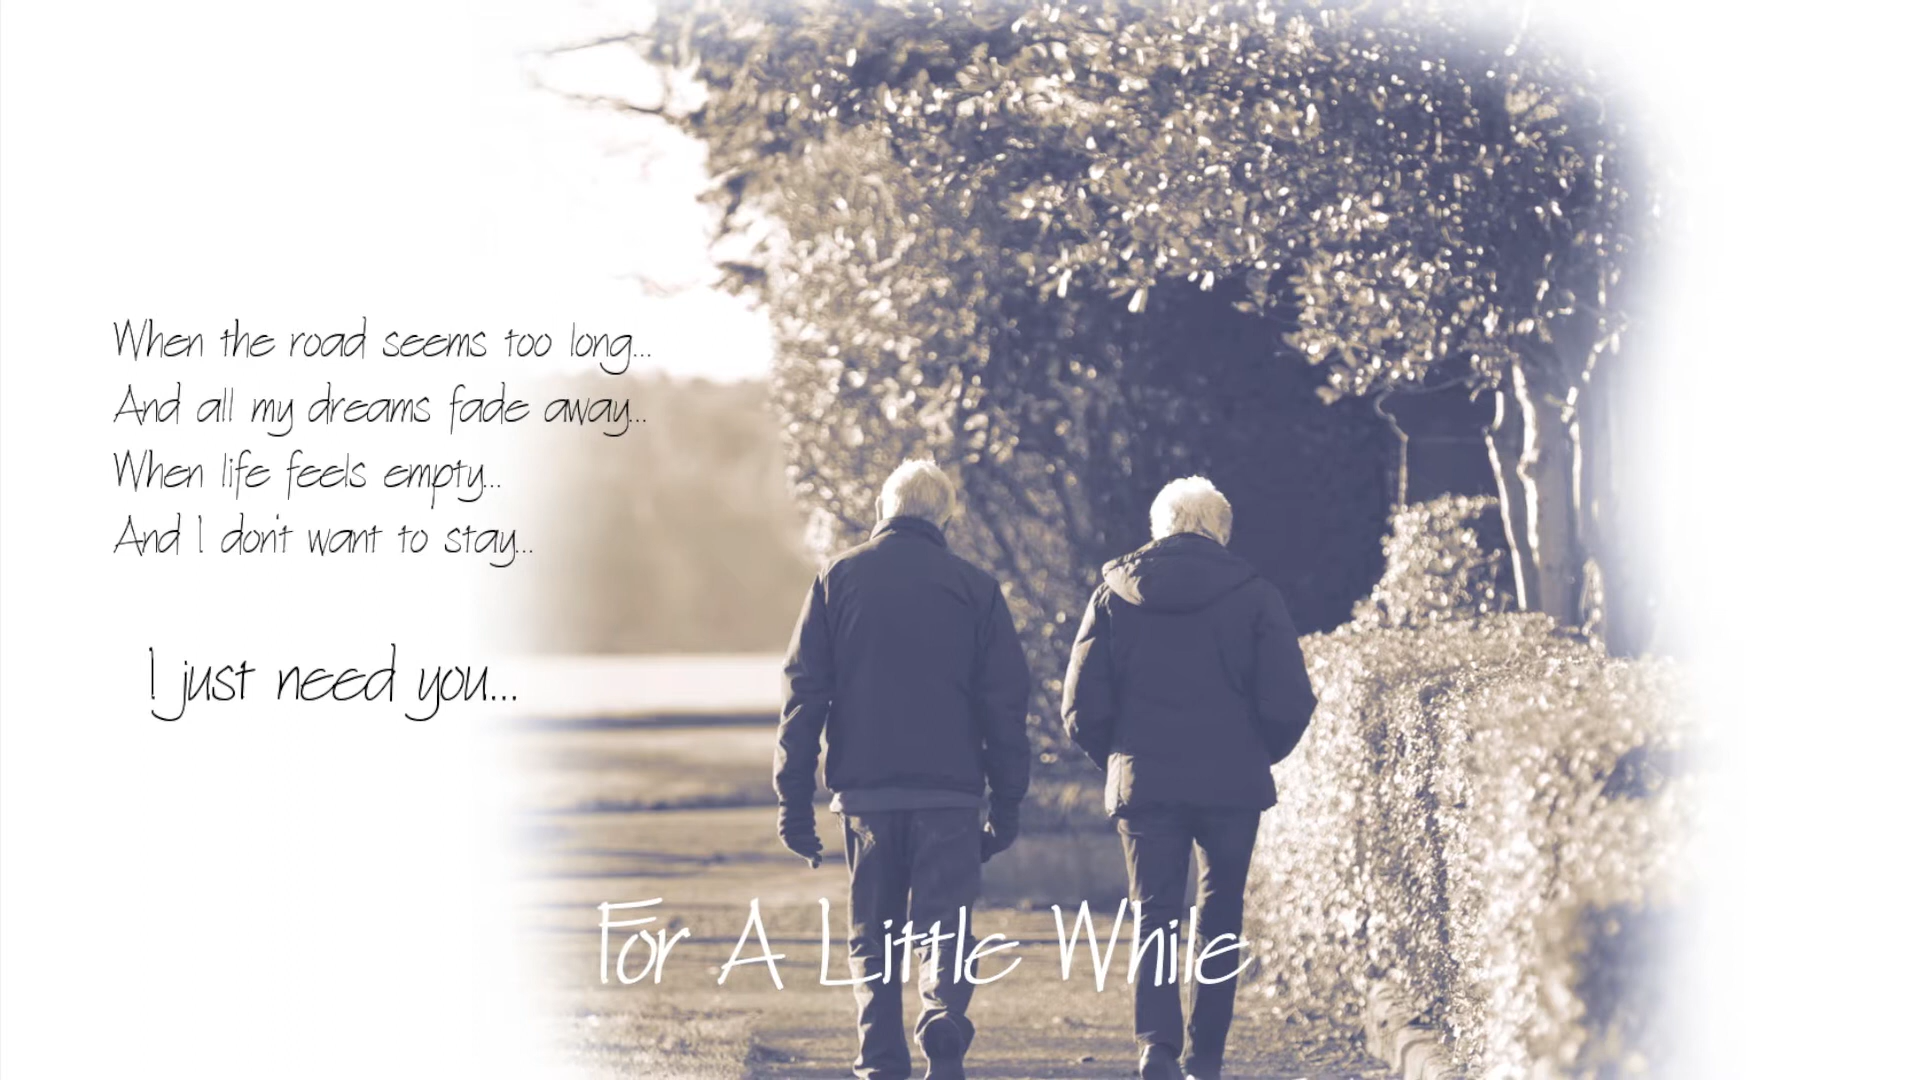 When the road seems too long...
And all my dreams fade away...
When life feels empty...
And I don't want to stay...
I just need you...
For A Little While